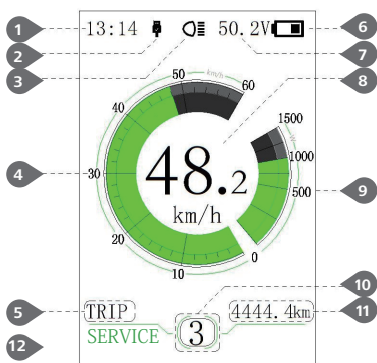 1 13:14 50.2V 6
2 7
3 50 km/h 60 8
40 1500 W
1000
4 30 48.2 500 9
km/h
20 0
10 10
5 TRIP 4444.4km 11
12 SERVICE 3